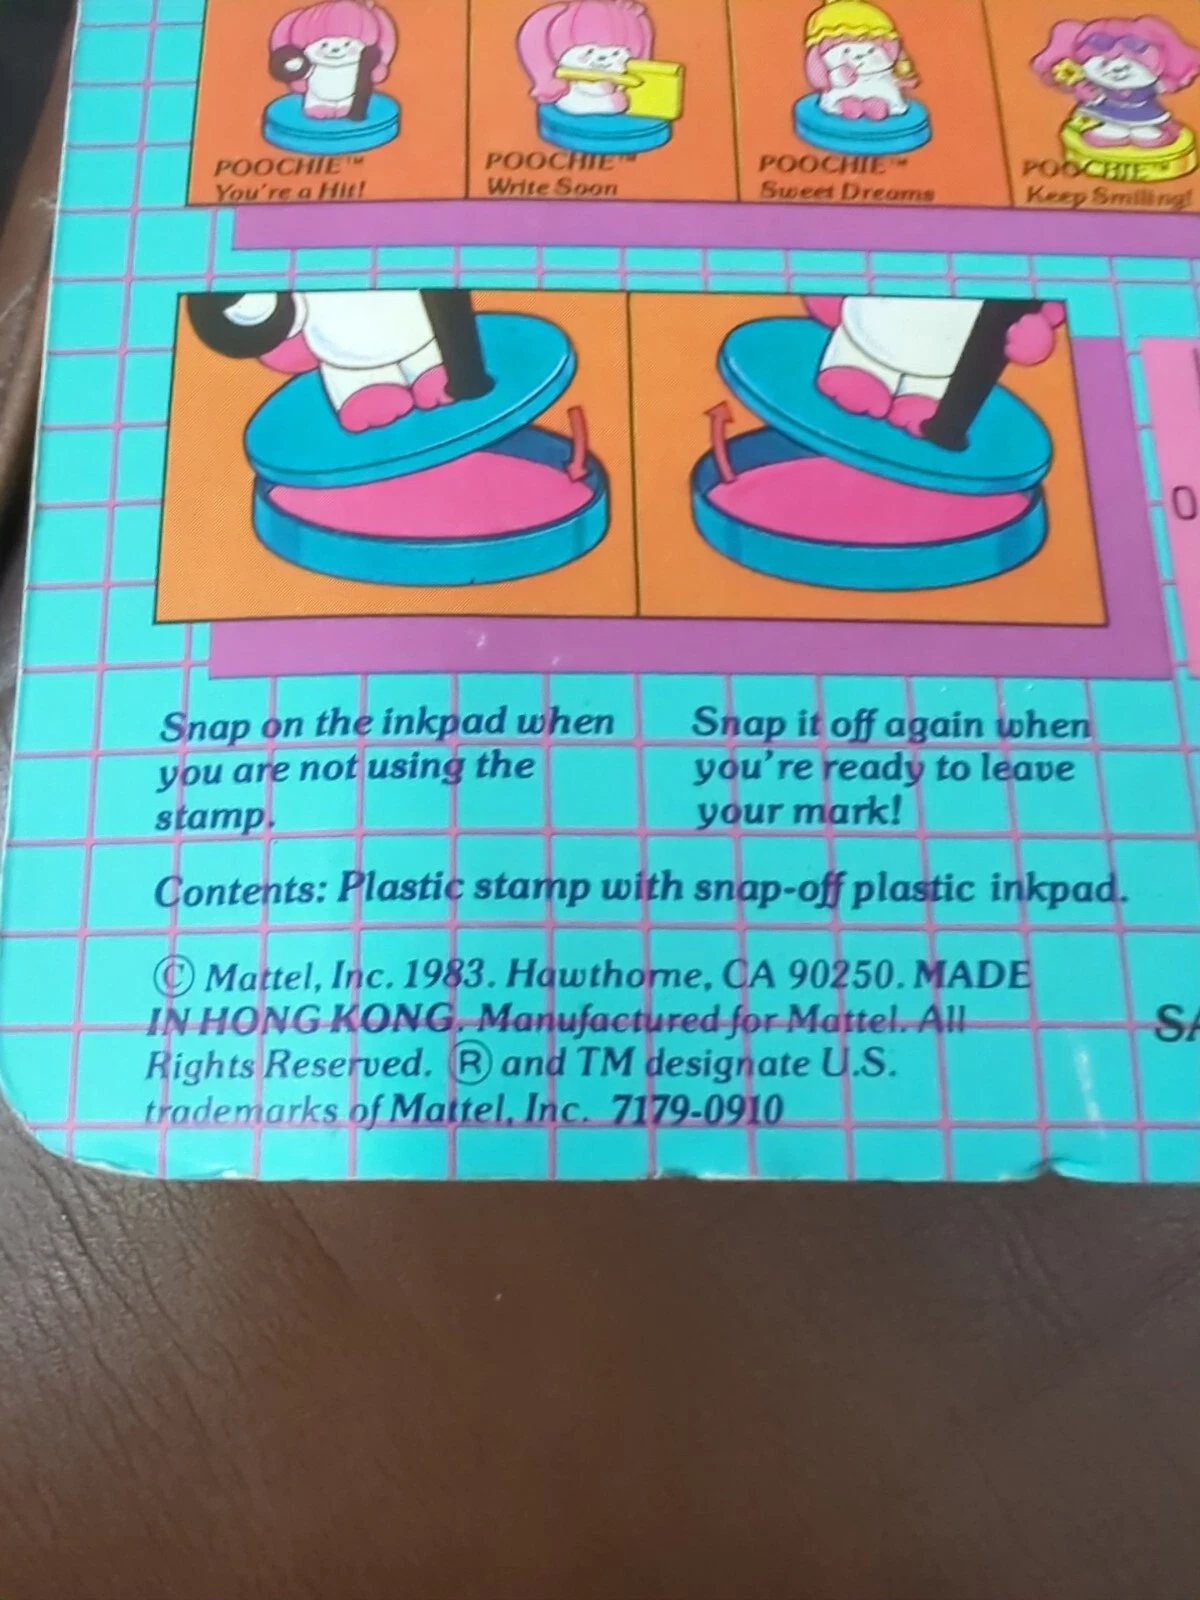 POOCHIE™
You're a Hit!
POOCHIE™
Write Soon
POOCHIE™
Sweet Dreams
POOCHIE™
Keep Smiling!
Snap on the inkpad when
you are not using the
stamp.
Snap it off again when
you're ready to leave
your mark!
Contents: Plastic stamp with snap-off plastic inkpad.
© Mattel, Inc. 1983. Hawthorne, CA 90250. MADE
IN HONG KONG. Manufactured for Mattel. All
Rights Reserved. ® and TM designate U.S.
trademarks of Mattel, Inc. 7179-0910